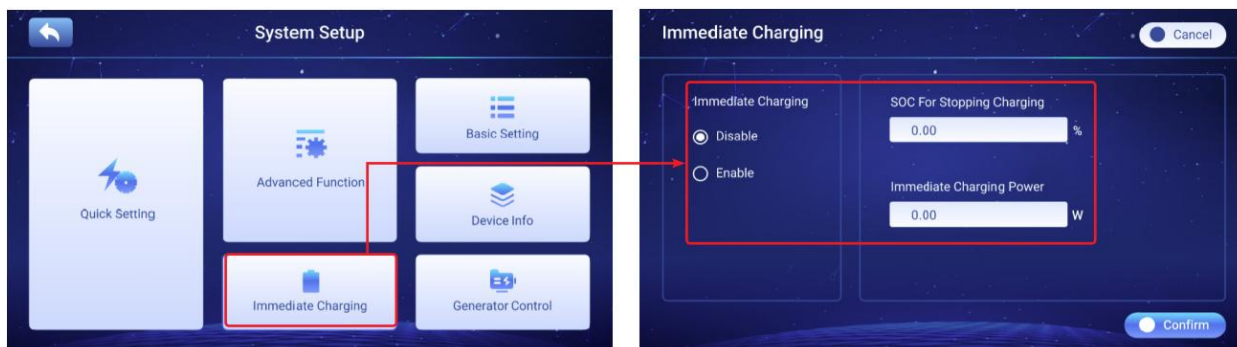 System Setup
Quick Setting
Advanced Function
Basic Setting
Device Info
Immediate Charging
Generator Control
Immediate Charging
Cancel
Immediate Charging
Disable
Enable
SOC For Stopping Charging
0.00 %
Immediate Charging Power
0.00 W
Confirm